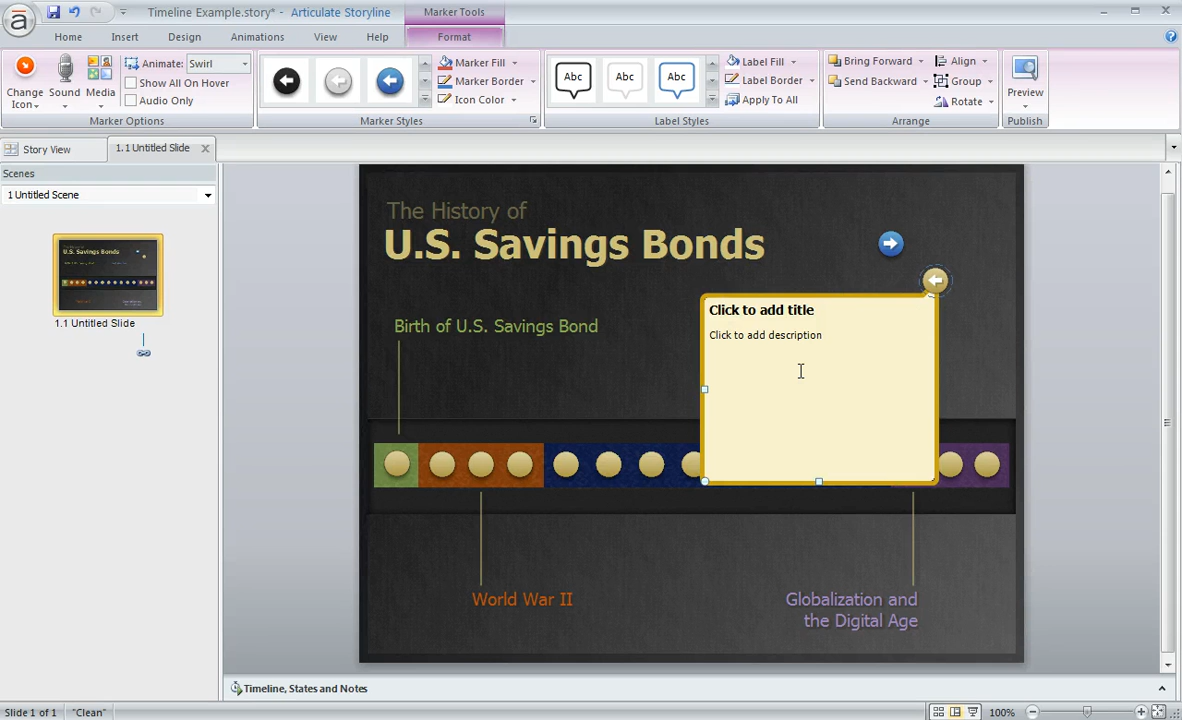 Timeline Example.story* - Articulate Storyline
Marker Tools
Home
Insert
Design
Animations
View
Help
Format
Change
Icon
Sound
Media
Animate:
Swirl
Show All On Hover
Audio Only
Marker Options
Marker Fill
Marker Border
Icon Color
Marker Styles
Abc
Abc
Abc
Label Fill
Label Border
Apply To All
Label Styles
Bring Forward
Send Backward
Align
Group
Rotate
Arrange
Preview
Publish
Story View
1.1 Untitled Slide
Scenes
1 Untitled Scene
U.S. Savings Bonds
1.1 Untitled Slide
The History of
U.S. Savings Bonds
Click to add title
Click to add description
Birth of U.S. Savings Bond
World War II
Globalization and
the Digital Age
Timeline, States and Notes
Slide 1 of 1
"Clean"
100%